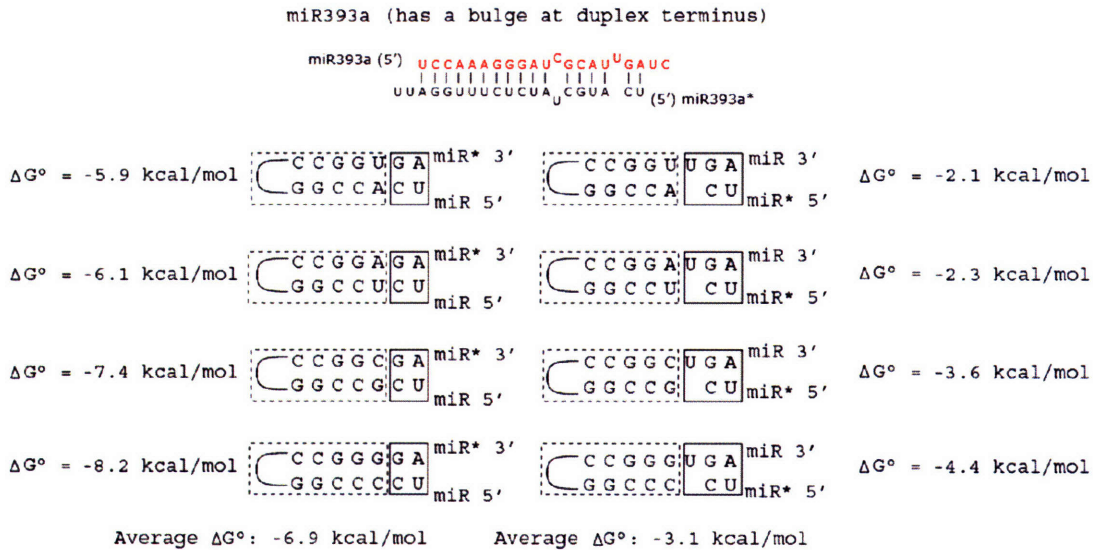 miR393a (has a bulge at duplex terminus)
miR393a (5') UCCAAAGGGAUCGCAUUGAUC
UUAGGUUUCUCUAUCGUA CU (5') miR393a*
ΔG° = -5.9 kcal/mol CCGGUGA miR* 3' CCGGUUGA miR 3' ΔG° = -2.1 kcal/mol
GGCCACU miR 5' GGCCA CU miR* 5'
ΔG° = -6.1 kcal/mol CCGGAGA miR* 3' CCGGAUGA miR 3' ΔG° = -2.3 kcal/mol
GGCCUCU miR 5' GGCCU CU miR* 5'
ΔG° = -7.4 kcal/mol CCGGCGA miR* 3' CCGGCUGA miR 3' ΔG° = -3.6 kcal/mol
GGCCGCU miR 5' GGCCG CU miR* 5'
ΔG° = -8.2 kcal/mol CCGGGGA miR* 3' CCGGGUGA miR 3' ΔG° = -4.4 kcal/mol
GGCCCCU miR 5' GGCCC CU miR* 5'
Average ΔG°: -6.9 kcal/mol Average ΔG°: -3.1 kcal/mol